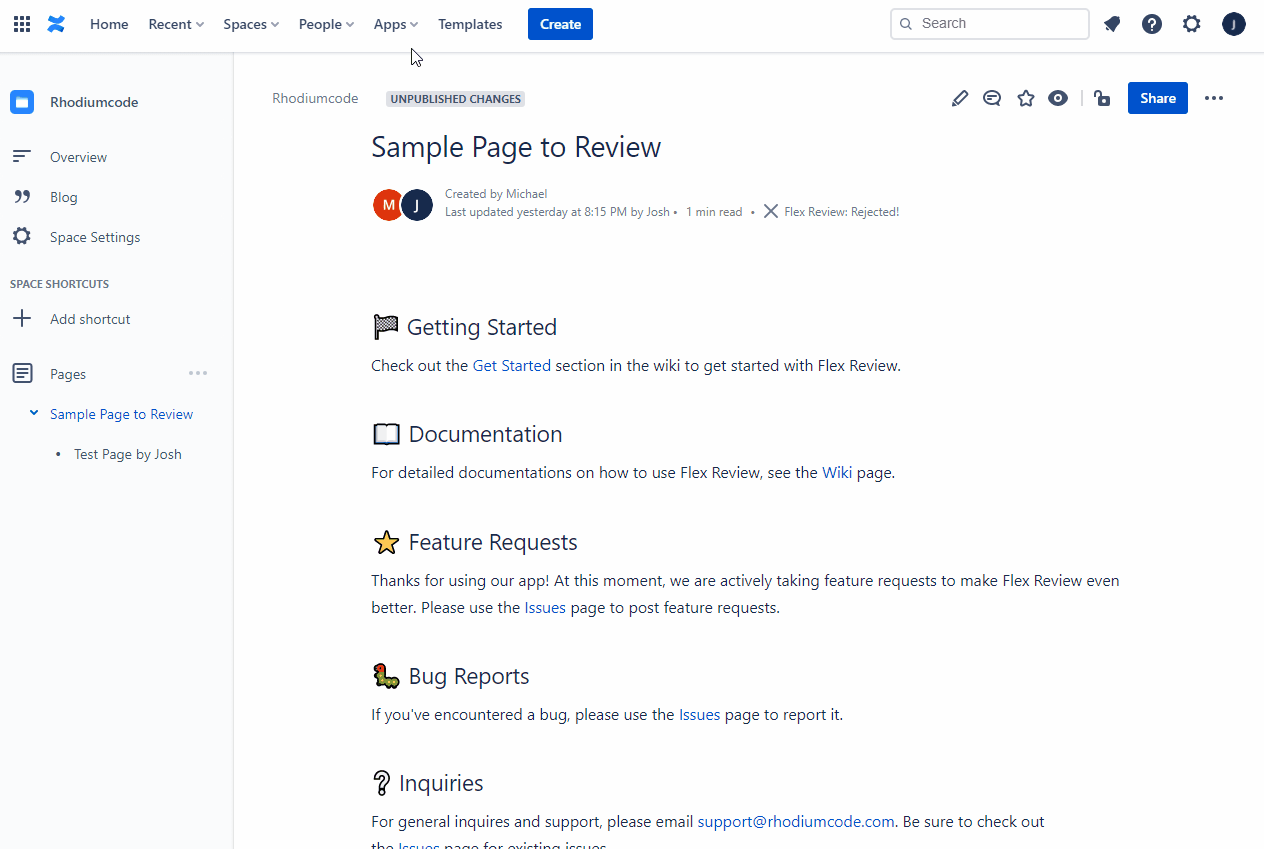 Home Recent Spaces People Apps Templates Create Search J
Rhodiumcode
Overview
Blog
Space Settings
SPACE SHORTCUTS
Add shortcut
Pages
Sample Page to Review
• Test Page by Josh
Rhodiumcode UNPUBLISHED CHANGES Share
Sample Page to Review
M J
Created by Michael
Last updated yesterday at 8:15 PM by Josh • 1 min read • Flex Review: Rejected!
Getting Started
Check out the Get Started section in the wiki to get started with Flex Review.
Documentation
For detailed documentations on how to use Flex Review, see the Wiki page.
Feature Requests
Thanks for using our app! At this moment, we are actively taking feature requests to make Flex Review even
better. Please use the Issues page to post feature requests.
Bug Reports
If you've encountered a bug, please use the Issues page to report it.
Inquiries
For general inquires and support, please email support@rhodiumcode.com. Be sure to check out
the Issues page for existing issues.